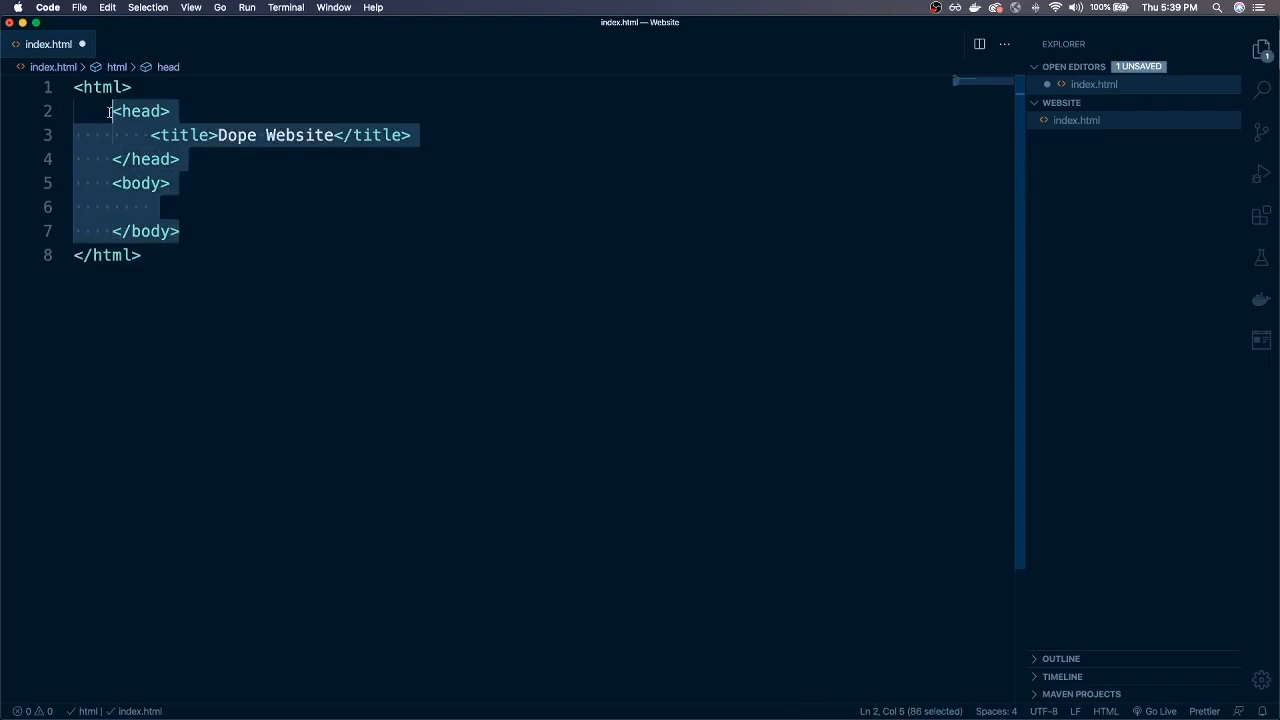 Code File Edit Selection View Go Run Terminal Window Help 100% Thu 5:39 PM
index.html — Website
index.html
index.html > html > head
1 <html>
2 <head>
3 <title>Dope Website</title>
4 </head>
5 <body>
6
7 </body>
8 </html>
EXPLORER
OPEN EDITORS 1 UNSAVED
index.html
WEBSITE
index.html
1
OUTLINE
TIMELINE
MAVEN PROJECTS
0 0 html | index.html Ln 2, Col 5 (86 selected) Spaces: 4 UTF-8 LF HTML Go Live Prettier